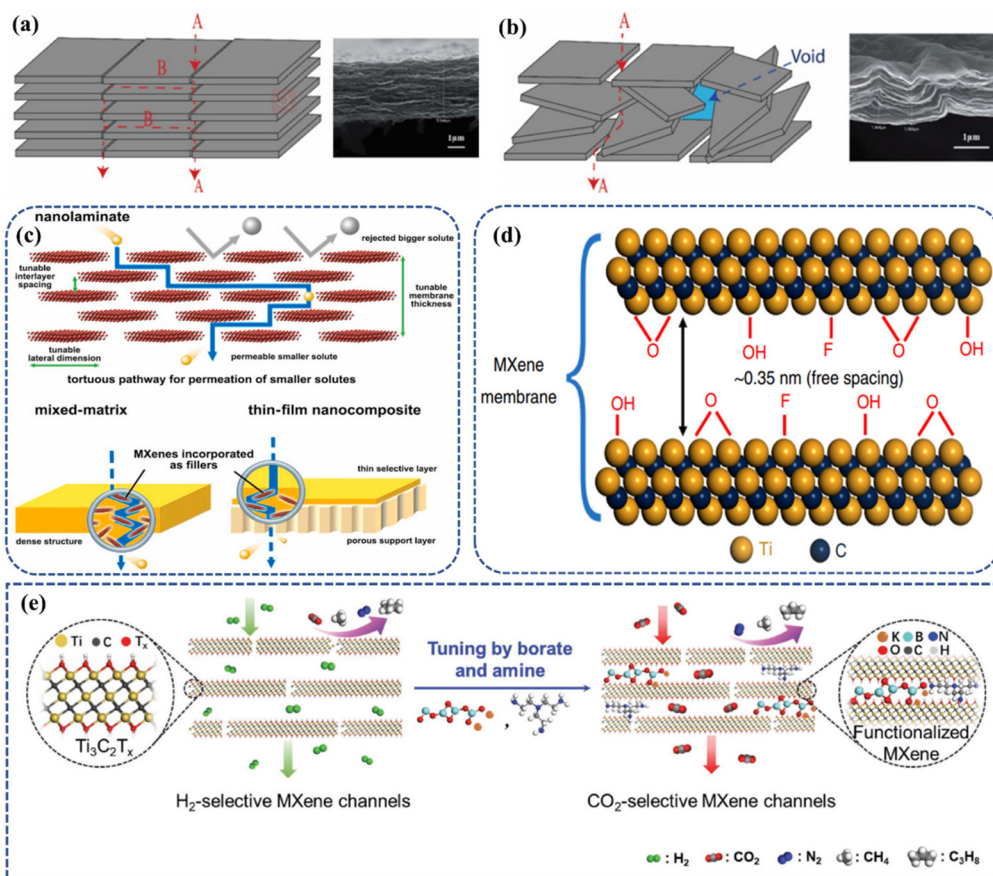 (a)
A
B
B
A
1μm
(b)
A
Void
A
1μm
(c)
nanolaminate
rejected bigger solute
tunable
interlayer
spacing
tunable
membrane
thickness
tunable
lateral dimension
permeable smaller solute
tortuous pathway for permeation of smaller solutes
mixed-matrix
thin-film nanocomposite
MXenes incorporated
as fillers
thin selective layer
dense structure
porous support layer
(d)
MXene
membrane
O
OH
F
O
OH
~0.35 nm (free spacing)
OH
O
F
OH
O
Ti
C
(e)
Ti C Tₓ
Ti₃C₂Tₓ
H₂-selective MXene channels
Tuning by borate
and amine
,
CO₂-selective MXene channels
K B N
O C H
Functionalized
MXene
: H₂ : CO₂ : N₂ : CH₄ : C₃H₈